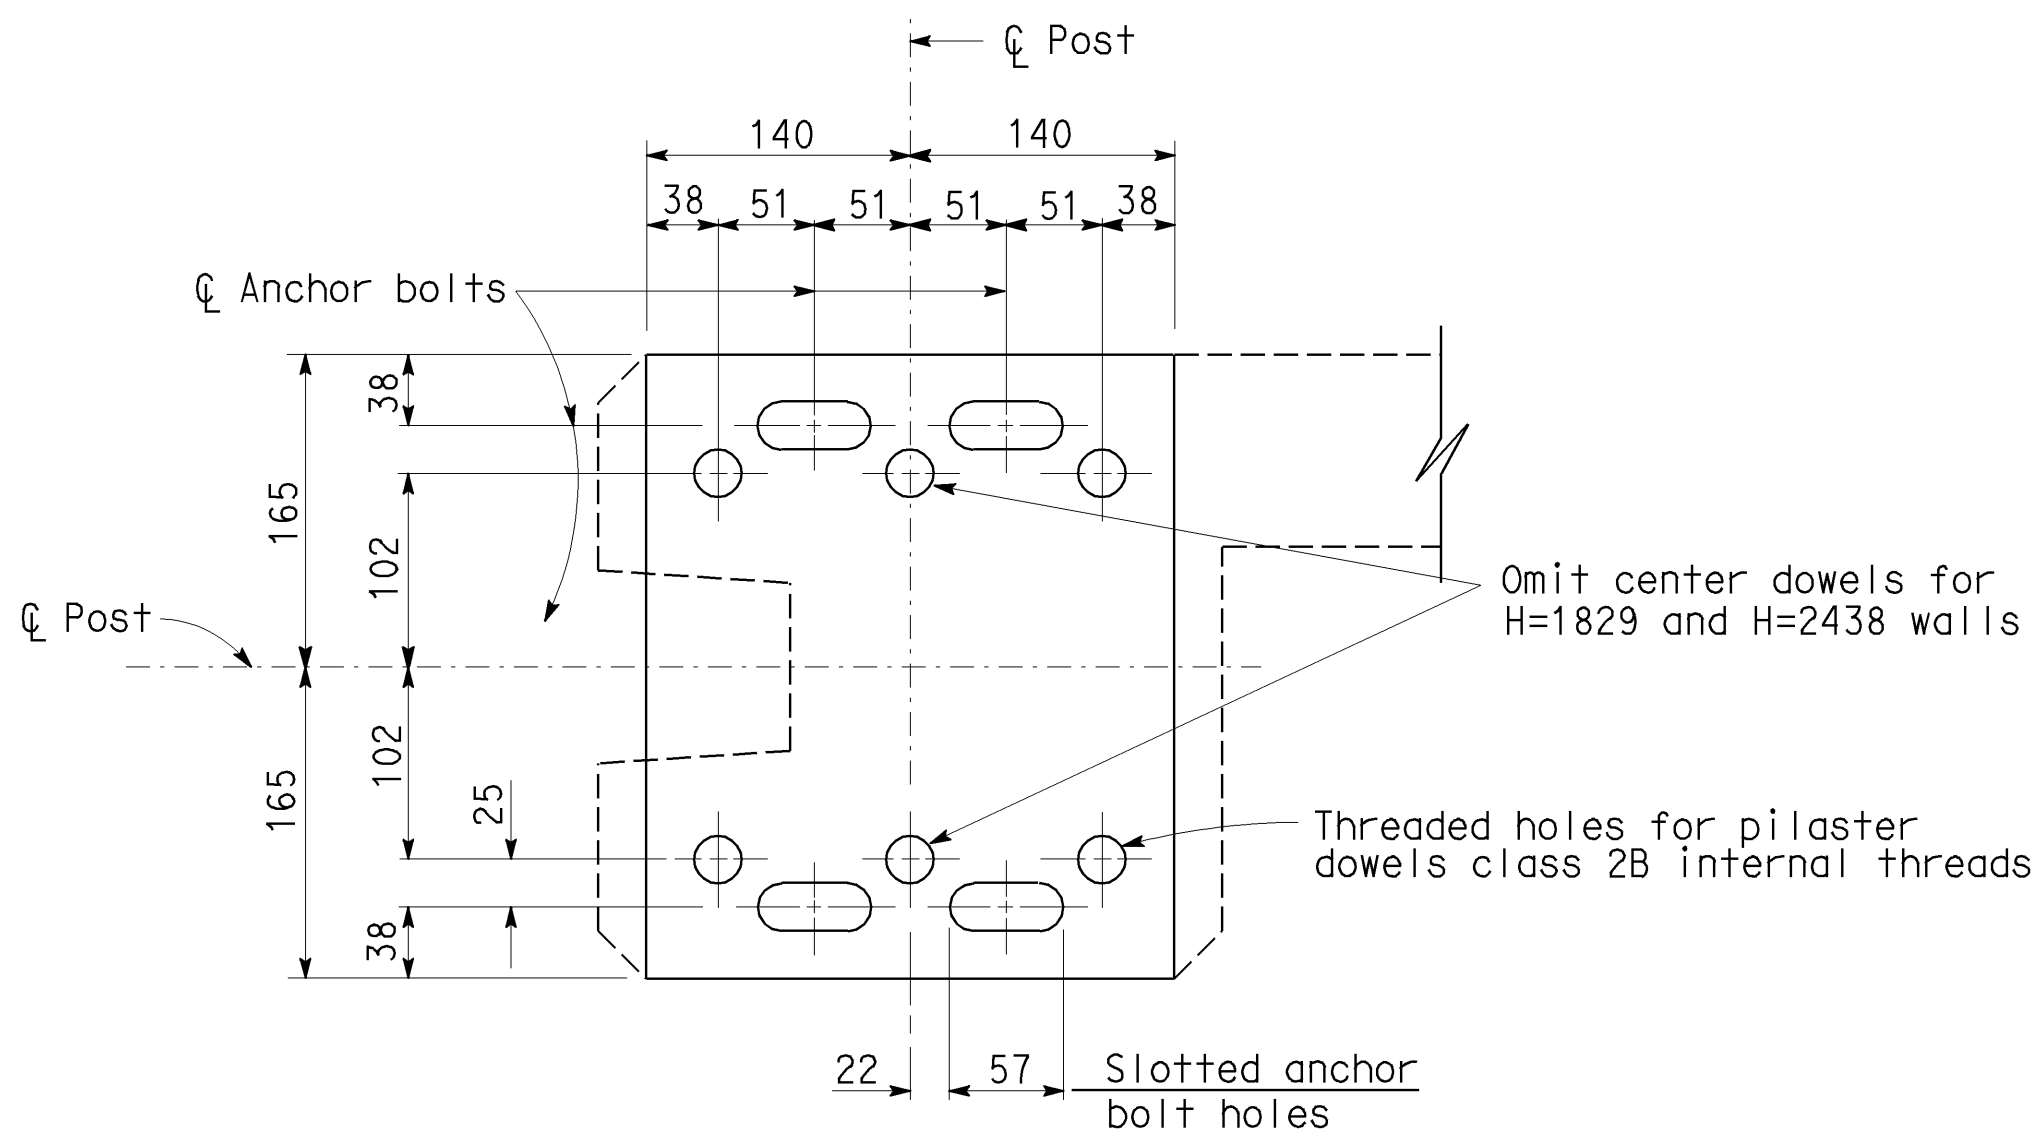 ℄ Post
140 140
38 51 51 51 51 38
℄ Anchor bolts
38
165
102
℄ Post
Omit center dowels for
H=1829 and H=2438 walls
102
165
25
38
Threaded holes for pilaster
dowels class 2B internal threads
22 57
Slotted anchor
bolt holes